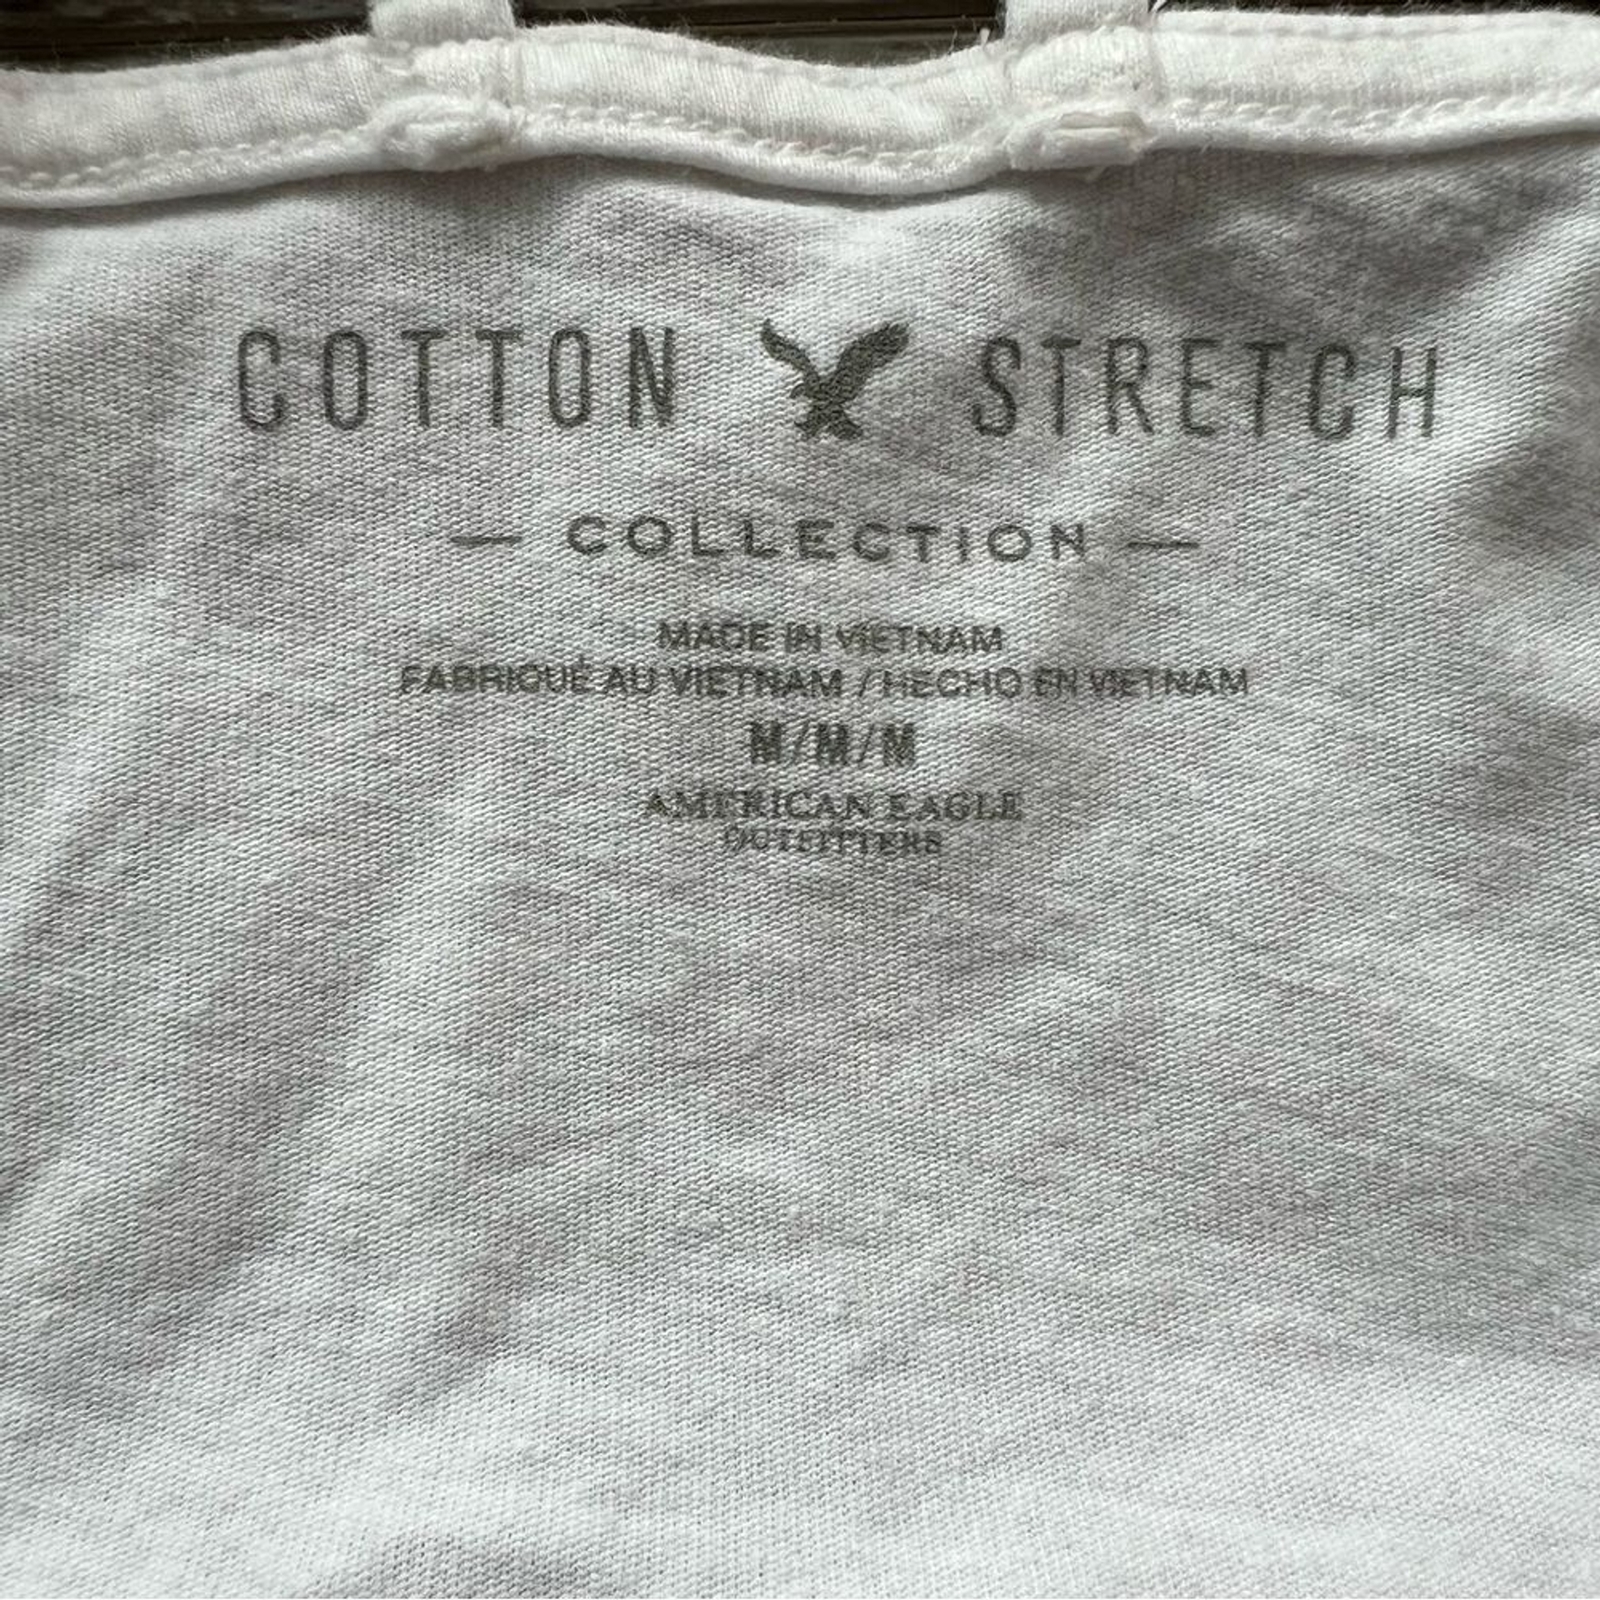 COTTON STRETCH
— COLLECTION —
MADE IN VIETNAM
FABRIQUÉ AU VIETNAM / HECHO EN VIETNAM
M/M/M
AMERICAN EAGLE
OUTFITTERS